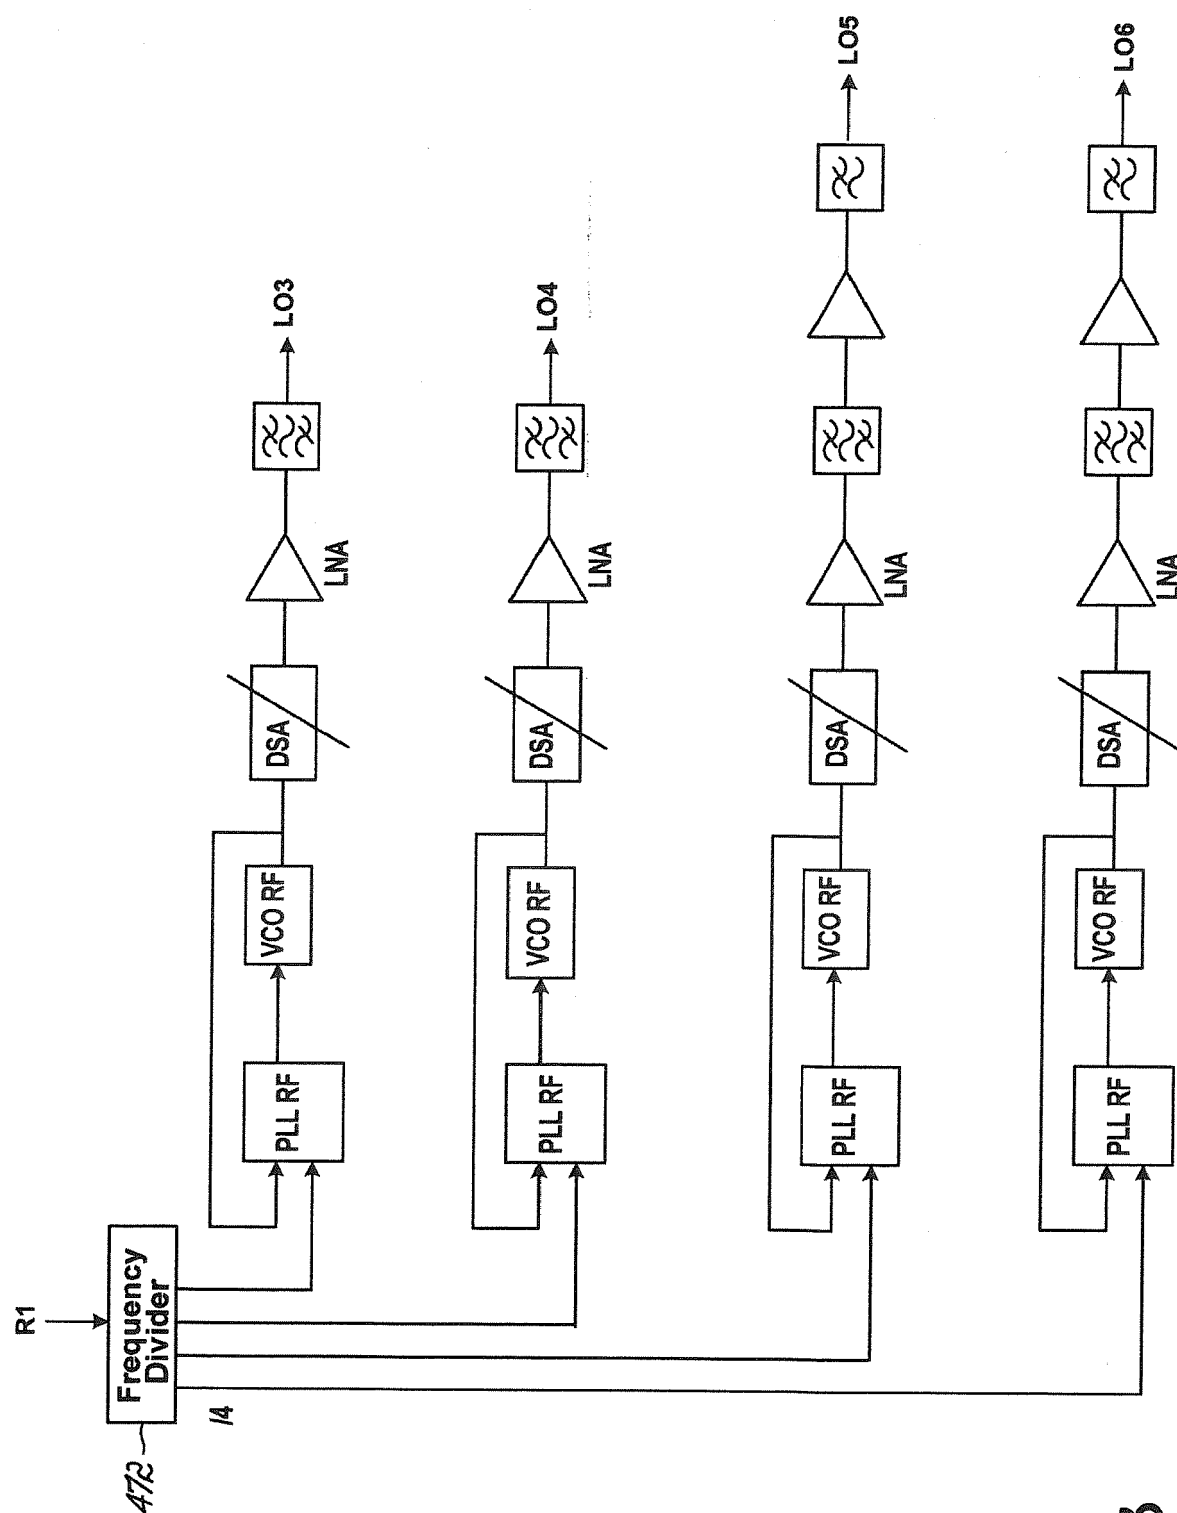 R1
Frequency
Divider
472
/4
PLL RF
VCO RF
DSA
LNA
LO3
PLL RF
VCO RF
DSA
LNA
LO4
PLL RF
VCO RF
DSA
LNA
LO5
PLL RF
VCO RF
DSA
LNA
LO6